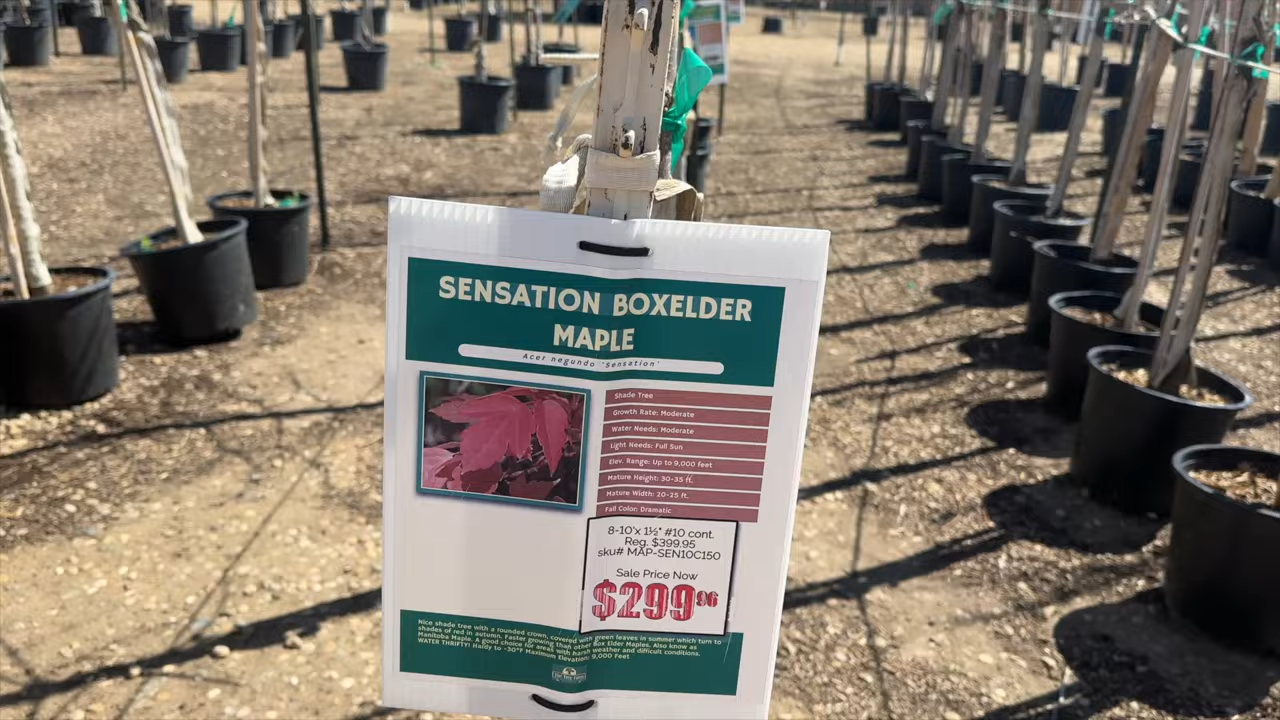 SENSATION BOXELDER
MAPLE
Acer negundo 'Sensation'
Shade Tree
Growth Rate: Moderate
Water Needs: Moderate
Light Needs: Full Sun
Elev. Range: Up to 9,000 feet
Mature Height: 30-35 ft.
Mature Width: 20-25 ft.
Fall Color: Dramatic
8-10'x 1½" #10 cont.
Reg. $399.95
sku# MAP-SEN10C150
Sale Price Now
$299.96
Nice shade tree with a rounded crown, covered with green leaves in summer which turn to
shades of red in autumn. Faster growing than other Box Elder Maples. Also know as
Manitoba Maple. A good choice for areas with harsh weather and difficult conditions.
WATER THRIFTY! Hardy to -30°F Maximum Elevation: 9,000 Feet